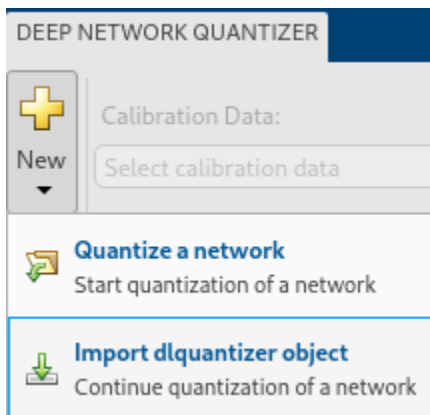 DEEP NETWORK QUANTIZER
New
Calibration Data:
Select calibration data
Quantize a network
Start quantization of a network
Import dlquantizer object
Continue quantization of a network